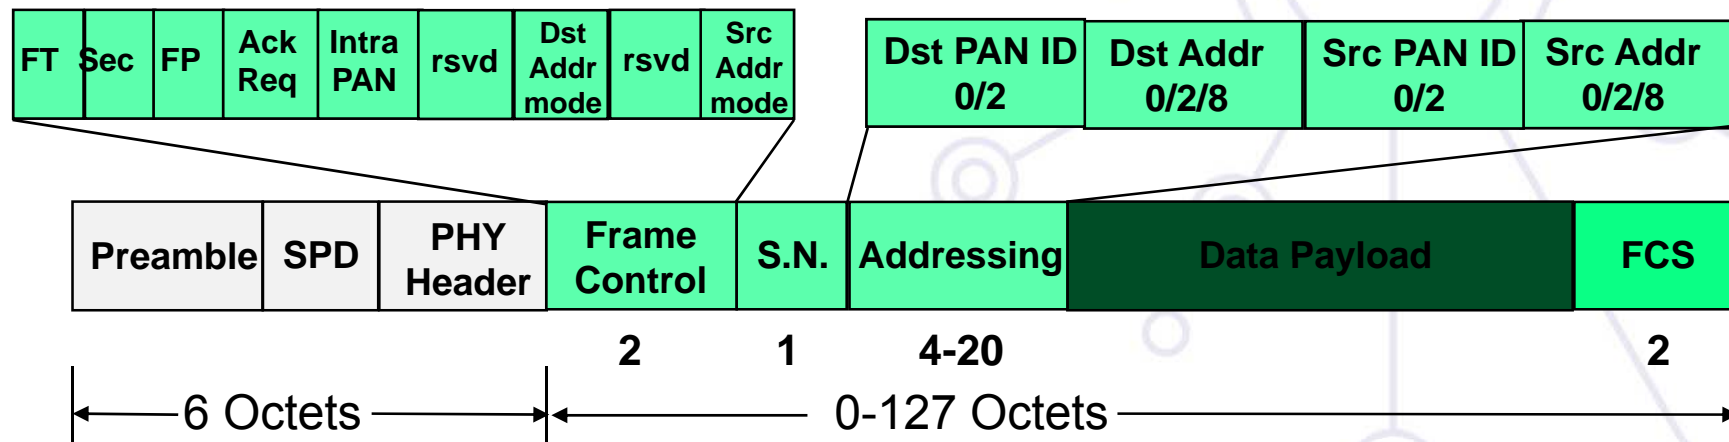 FT Sec FP Ack Req Intra PAN rsvd Dst Addr mode rsvd Src Addr mode
Dst PAN ID 0/2 Dst Addr 0/2/8 Src PAN ID 0/2 Src Addr 0/2/8
Preamble SPD PHY Header Frame Control S.N. Addressing Data Payload FCS
2 1 4-20 2
6 Octets 0-127 Octets